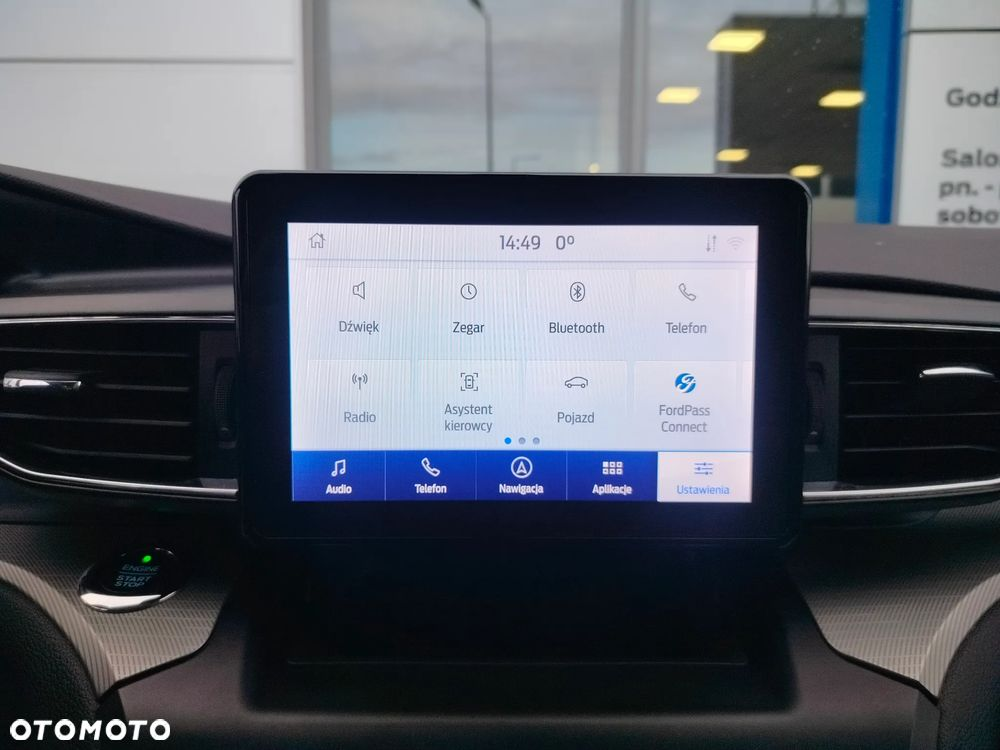 God
Salo
pn. - 
sobo
14:49 0°
Dźwięk
Zegar
Bluetooth
Telefon
Radio
Asystent
kierowcy
Pojazd
FordPass
Connect
Audio
Telefon
Nawigacja
Aplikacje
Ustawienia
ENGINE
START
STOP
OTOMOTO